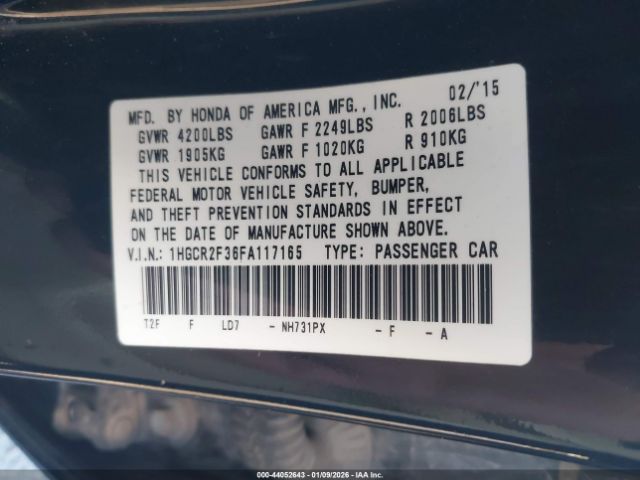 02/'15
MFD. BY HONDA OF AMERICA MFG., INC.
GVWR 4200LBS GAWR F 2249LBS R 2006LBS
GVWR 1905KG GAWR F 1020KG R 910KG
THIS VEHICLE CONFORMS TO ALL APPLICABLE
FEDERAL MOTOR VEHICLE SAFETY, BUMPER,
AND THEFT PREVENTION STANDARDS IN EFFECT
ON THE DATE OF MANUFACTURE SHOWN ABOVE.
V.I.N.: 1HGCR2F36FA117165 TYPE: PASSENGER CAR
T2F F LD7 - NH731PX - F - A
000-44052643 - 01/09/2026 - IAA Inc.